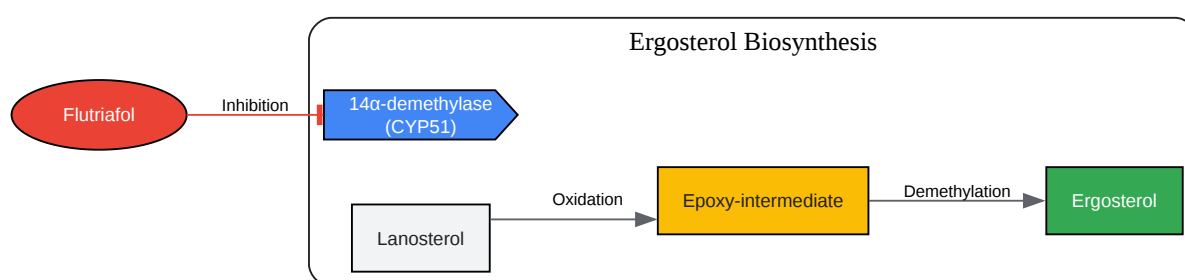 Ergosterol Biosynthesis
Flutriafol
Inhibition
14α-demethylase
(CYP51)
Lanosterol
Oxidation
Epoxy-intermediate
Demethylation
Ergosterol